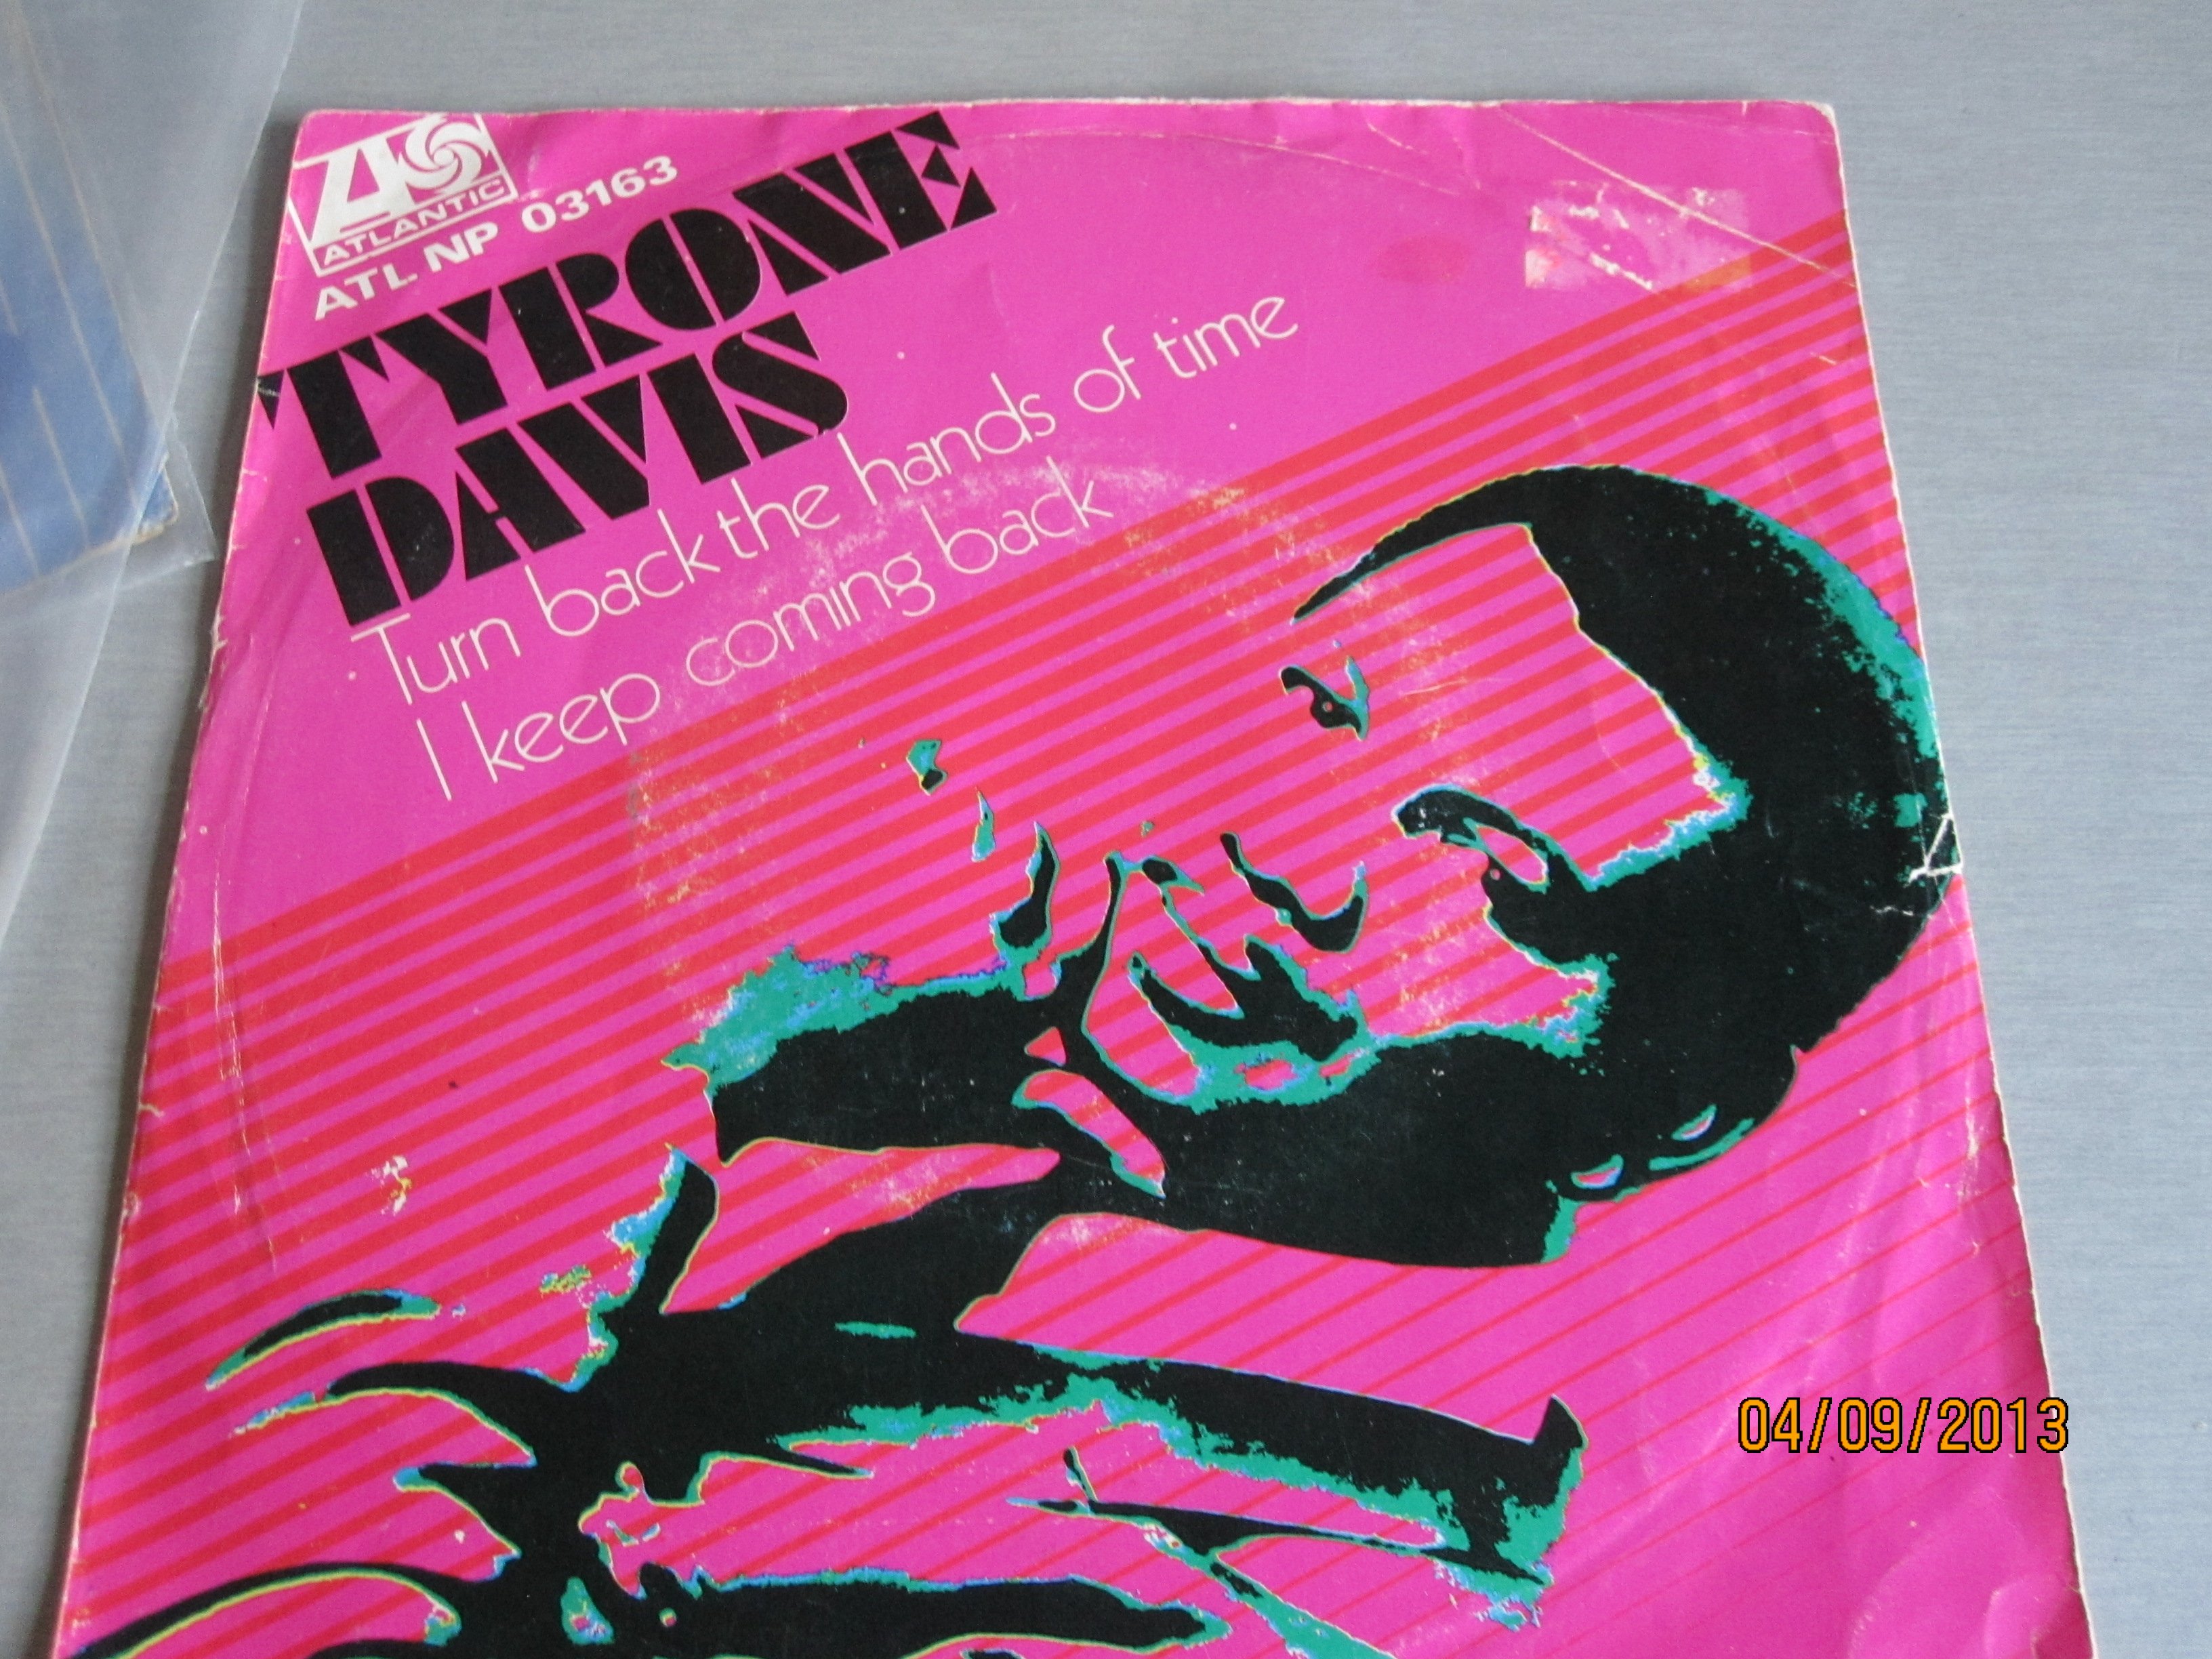 ATLANTIC
ATL NP 03163
TYRONE
DAVIS
Turn back the hands of time
I keep coming back
04/09/2013